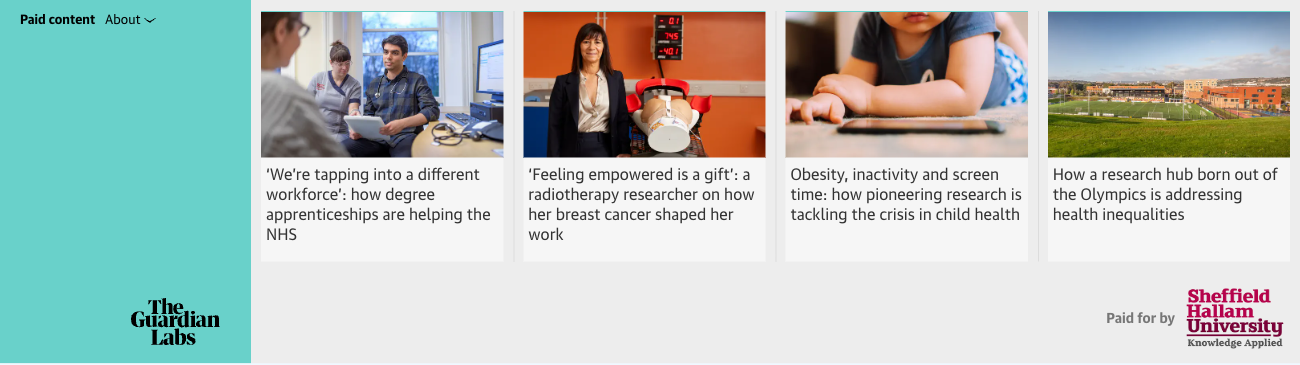 Paid content About
‘We’re tapping into a different
workforce’: how degree
apprenticeships are helping the
NHS
‘Feeling empowered is a gift’: a
radiotherapy researcher on how
her breast cancer shaped her
work
Obesity, inactivity and screen
time: how pioneering research is
tackling the crisis in child health
How a research hub born out of
the Olympics is addressing
health inequalities
The
Guardian
Labs
Paid for by
Sheffield
Hallam
University
Knowledge Applied